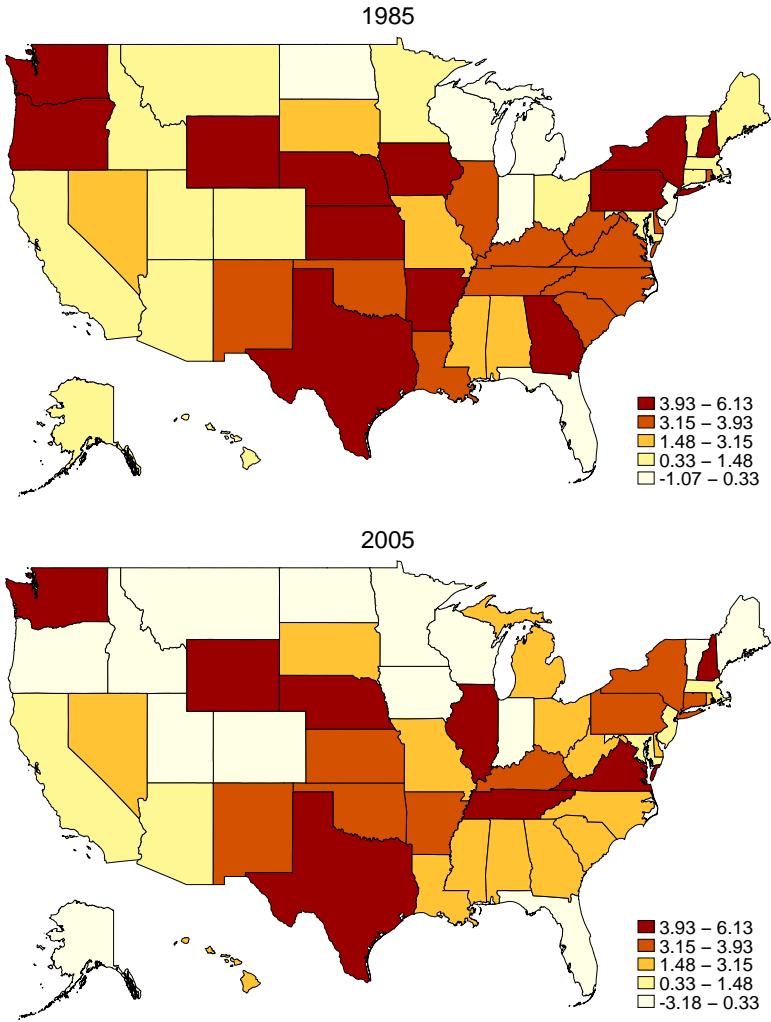 1985
3.93 – 6.13
3.15 – 3.93
1.48 – 3.15
0.33 – 1.48
-1.07 – 0.33
2005
3.93 – 6.13
3.15 – 3.93
1.48 – 3.15
0.33 – 1.48
-3.18 – 0.33